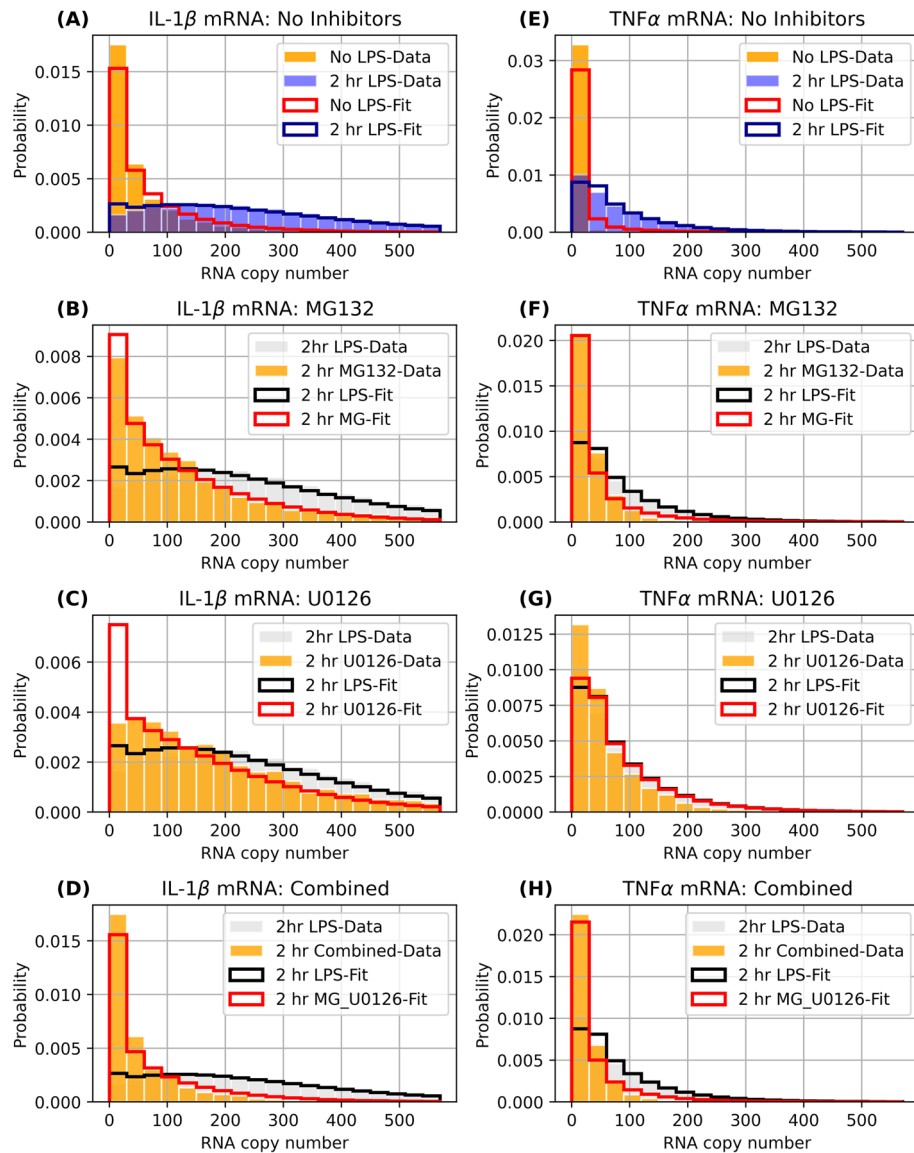 (A) IL-1β mRNA: No Inhibitors
Probability
0.015
0.010
0.005
0.000
No LPS-Data
2 hr LPS-Data
No LPS-Fit
2 hr LPS-Fit
0 100 200 300 400 500
RNA copy number
(E) TNFα mRNA: No Inhibitors
Probability
0.03
0.02
0.01
0.00
No LPS-Data
2 hr LPS-Data
No LPS-Fit
2 hr LPS-Fit
0 100 200 300 400 500
RNA copy number
(B) IL-1β mRNA: MG132
Probability
0.008
0.006
0.004
0.002
0.000
2hr LPS-Data
2 hr MG132-Data
2 hr LPS-Fit
2 hr MG-Fit
0 100 200 300 400 500
RNA copy number
(F) TNFα mRNA: MG132
Probability
0.020
0.015
0.010
0.005
0.000
2hr LPS-Data
2 hr MG132-Data
2 hr LPS-Fit
2 hr MG-Fit
0 100 200 300 400 500
RNA copy number
(C) IL-1β mRNA: U0126
Probability
0.006
0.004
0.002
0.000
2hr LPS-Data
2 hr U0126-Data
2 hr LPS-Fit
2 hr U0126-Fit
0 100 200 300 400 500
RNA copy number
(G) TNFα mRNA: U0126
Probability
0.0125
0.0100
0.0075
0.0050
0.0025
0.0000
2hr LPS-Data
2 hr U0126-Data
2 hr LPS-Fit
2 hr U0126-Fit
0 100 200 300 400 500
RNA copy number
(D) IL-1β mRNA: Combined
Probability
0.015
0.010
0.005
0.000
2hr LPS-Data
2 hr Combined-Data
2 hr LPS-Fit
2 hr MG_U0126-Fit
0 100 200 300 400 500
RNA copy number
(H) TNFα mRNA: Combined
Probability
0.020
0.015
0.010
0.005
0.000
2hr LPS-Data
2 hr Combined-Data
2 hr LPS-Fit
2 hr MG_U0126-Fit
0 100 200 300 400 500
RNA copy number